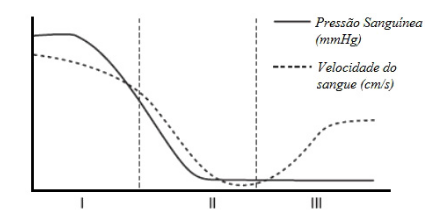 Pressão Sanguínea
(mmHg)
Velocidade do
sangue (cm/s)
I
II
III